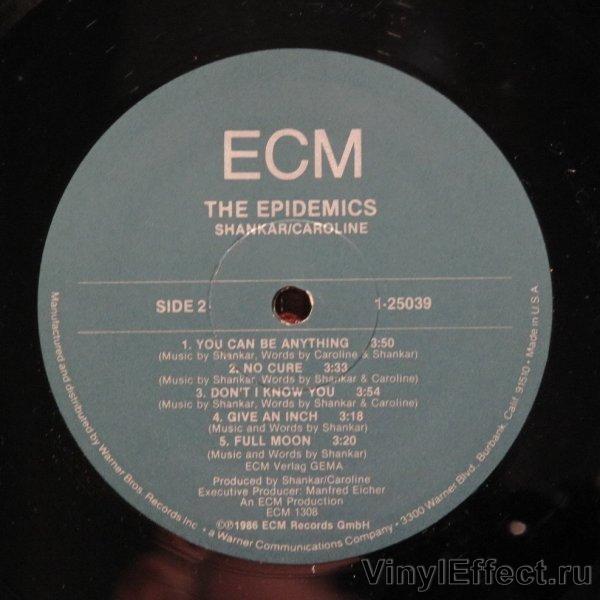 ECM
THE EPIDEMICS
SHANKAR/CAROLINE
SIDE 2
1-25039
1. YOU CAN BE ANYTHING 3:50
(Music by Shankar, Words by Caroline & Shankar)
2. NO CURE 3:33
(Music by Shankar, Words by Shankar & Caroline)
3. DON'T I KNOW YOU 3:54
(Music by Shankar, Words by Shankar & Caroline)
4. GIVE AN INCH 3:18
(Music and Words by Shankar)
5. FULL MOON 3:20
(Music and Words by Shankar)
ECM Verlag GEMA
Produced by Shankar/Caroline
Executive Producer: Manfred Eicher
An ECM Production
ECM 1308
©℗1986 ECM Records GmbH
Manufactured and distributed by Warner Bros. Records Inc. • a Warner Communications Company • 3300 Warner Blvd. Burbank, Calif. 91510 • Made in U.S.A.
VinylEffect.ru